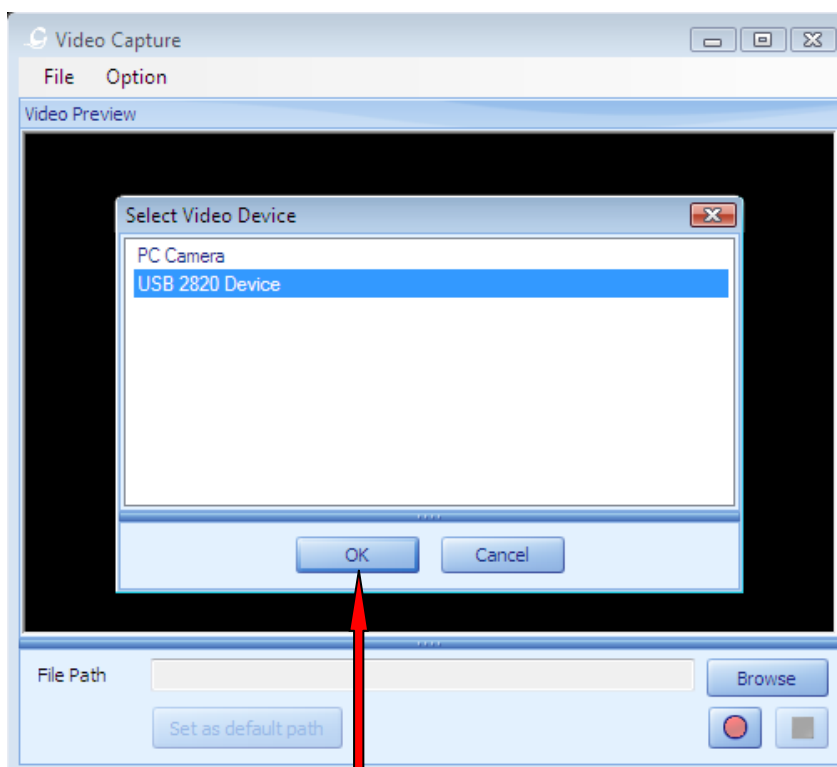 Video Capture
File Option
Video Preview
Select Video Device
PC Camera
USB 2820 Device
OK Cancel
File Path
Browse
Set as default path